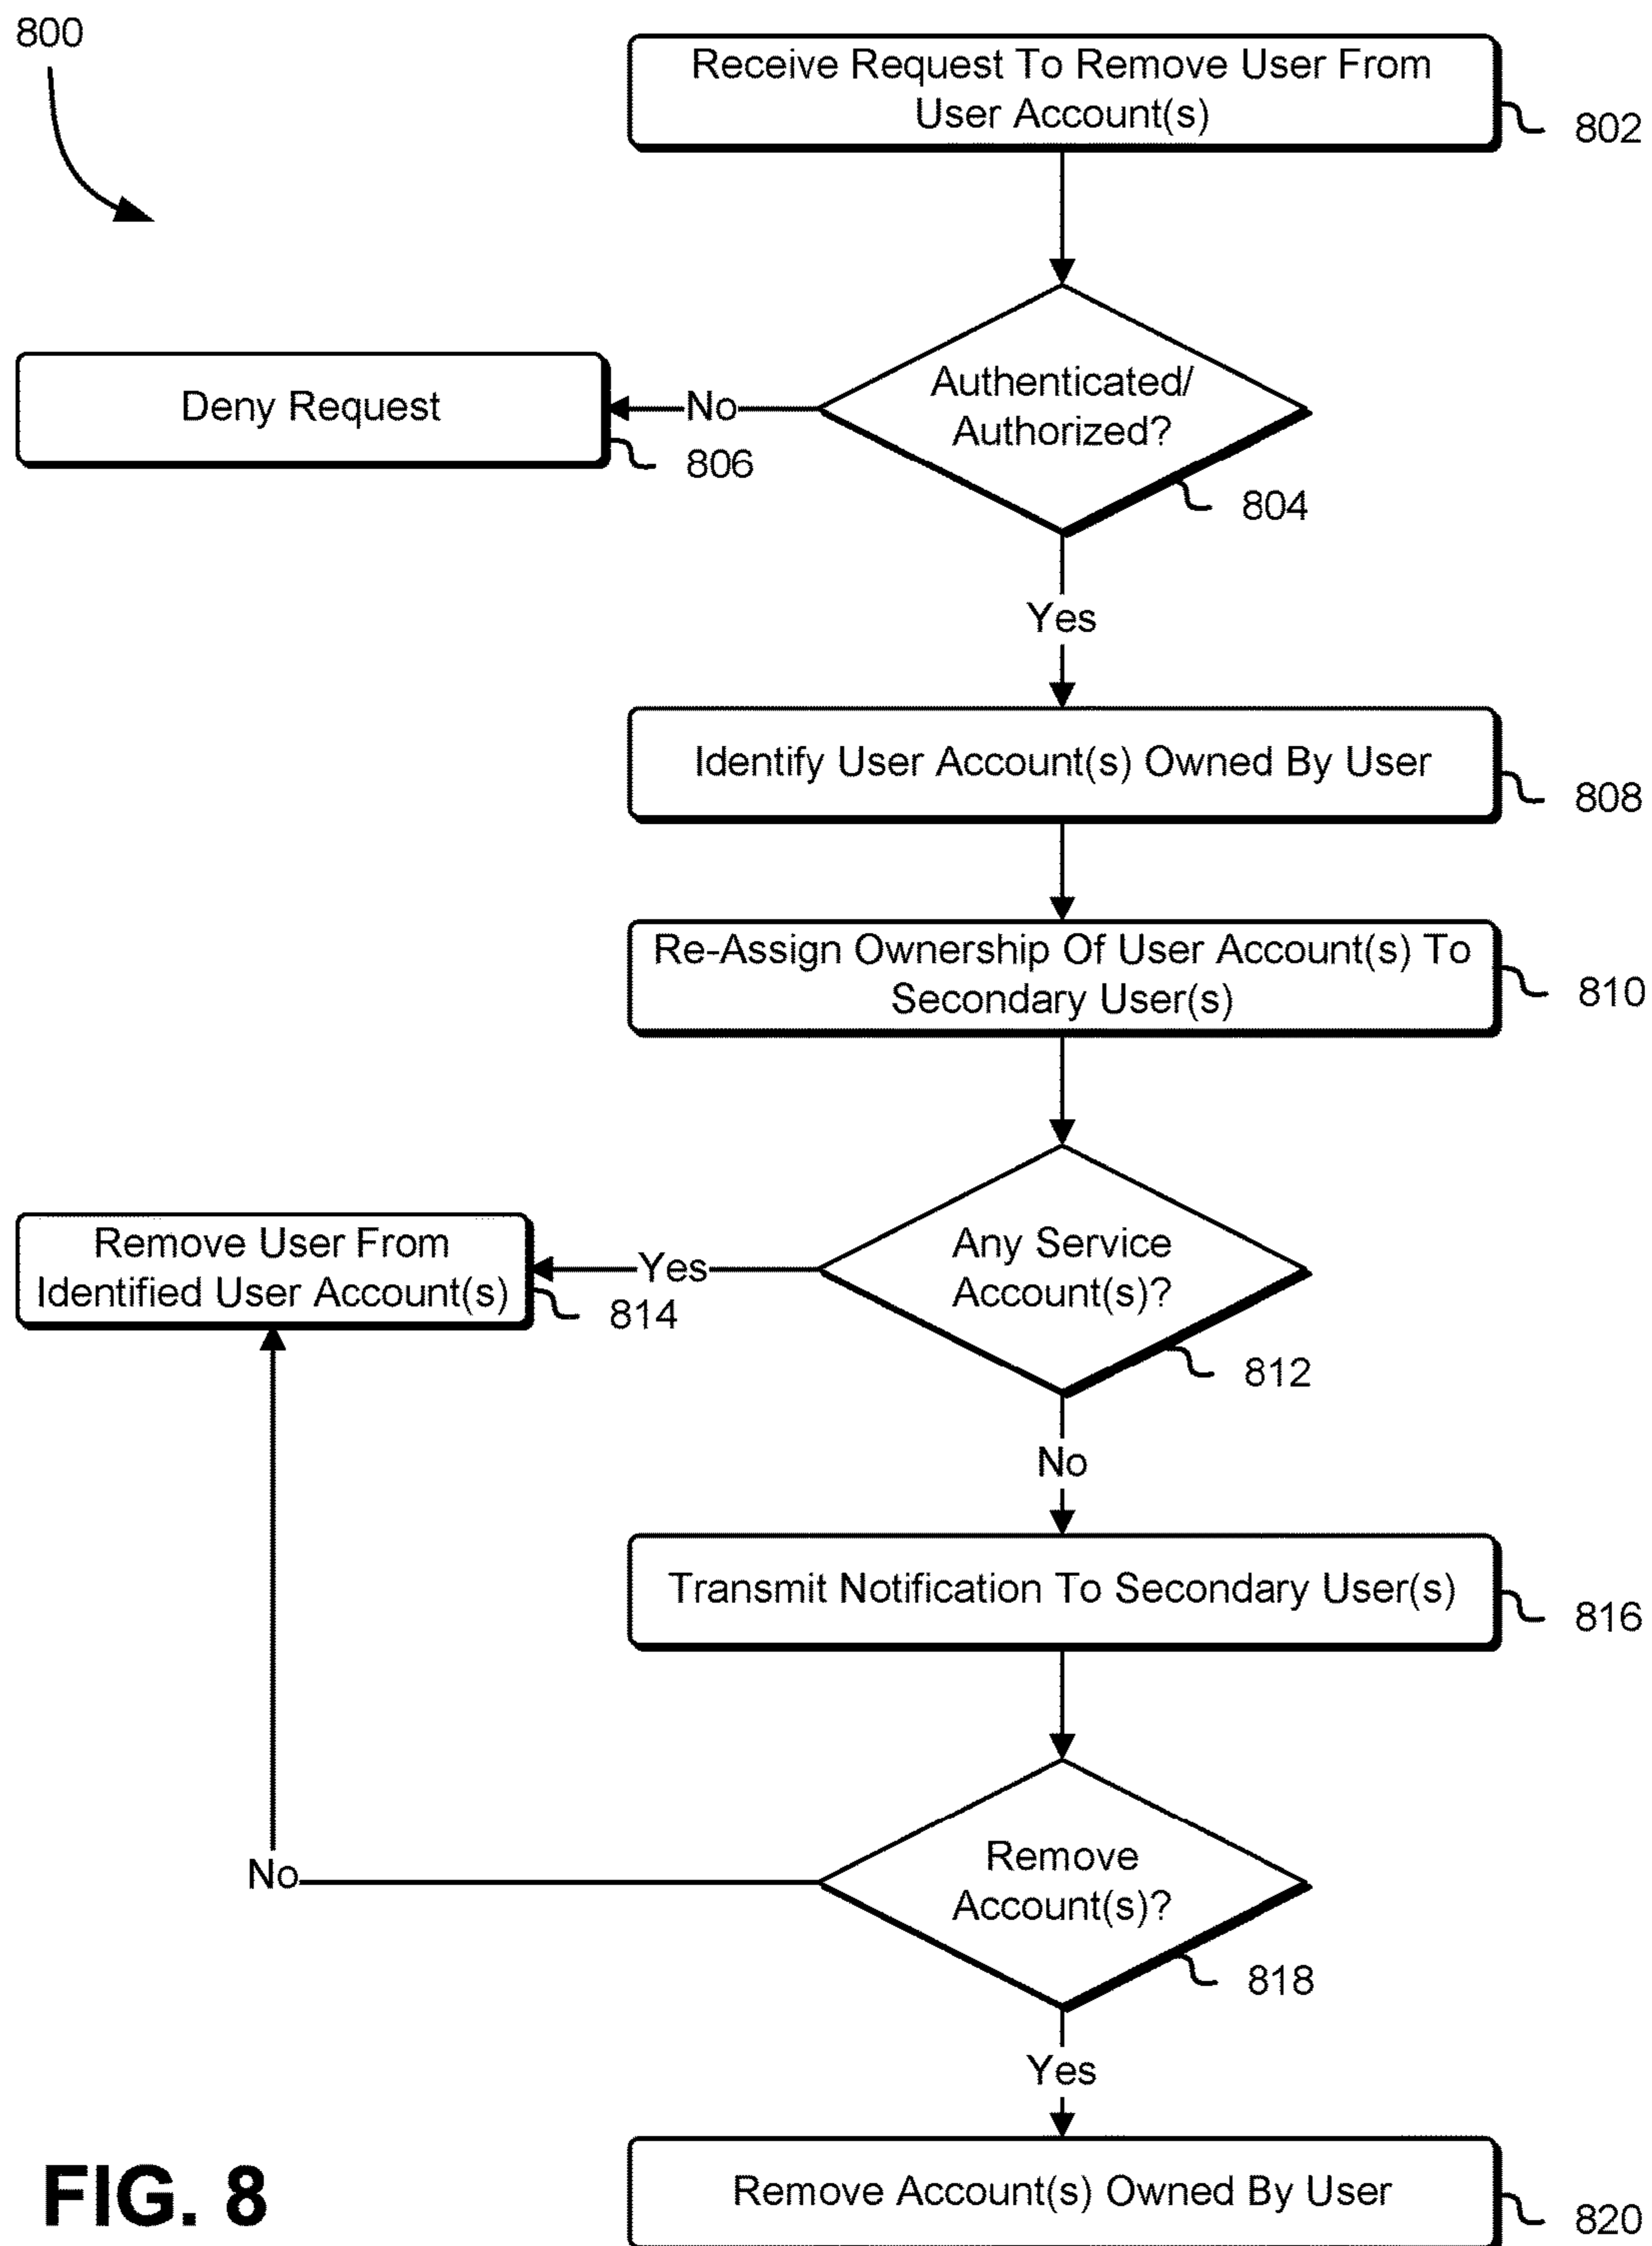 800
Receive Request To Remove User From
User Account(s)
802
Authenticated/
Authorized?
804
No
Deny Request
806
Yes
Identify User Account(s) Owned By User
808
Re-Assign Ownership Of User Account(s) To
Secondary User(s)
810
Any Service
Account(s)?
812
Yes
Remove User From
Identified User Account(s)
814
No
Transmit Notification To Secondary User(s)
816
Remove
Account(s)?
818
No
Yes
Remove Account(s) Owned By User
820
FIG. 8